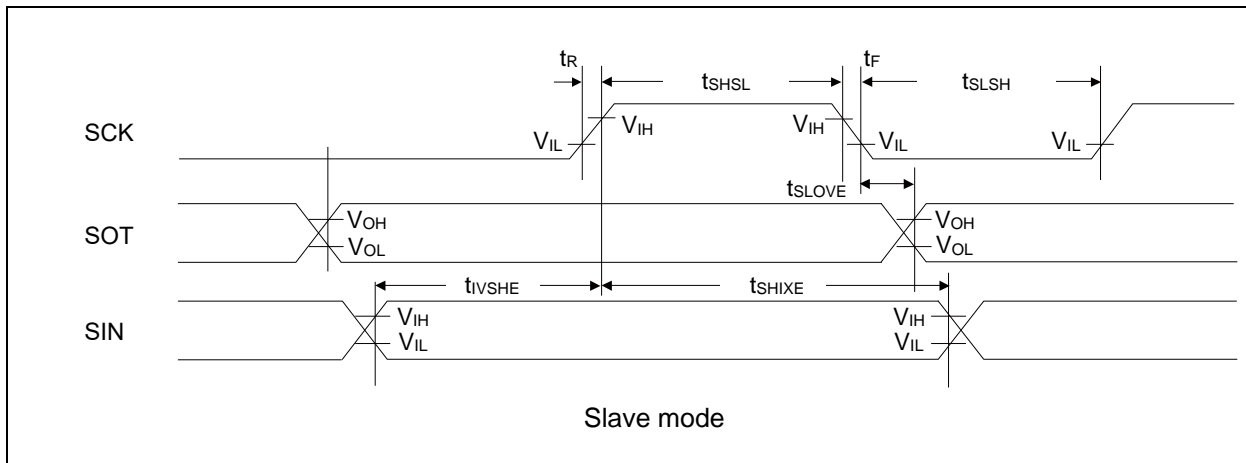 tR tSHSL tF tSLSH
SCK VIL VIH VIH VIL VIL
tSLOVE
SOT VOH VOL VOH VOL
tIVSHE tSHIXE
SIN VIH VIL VIH VIL
Slave mode